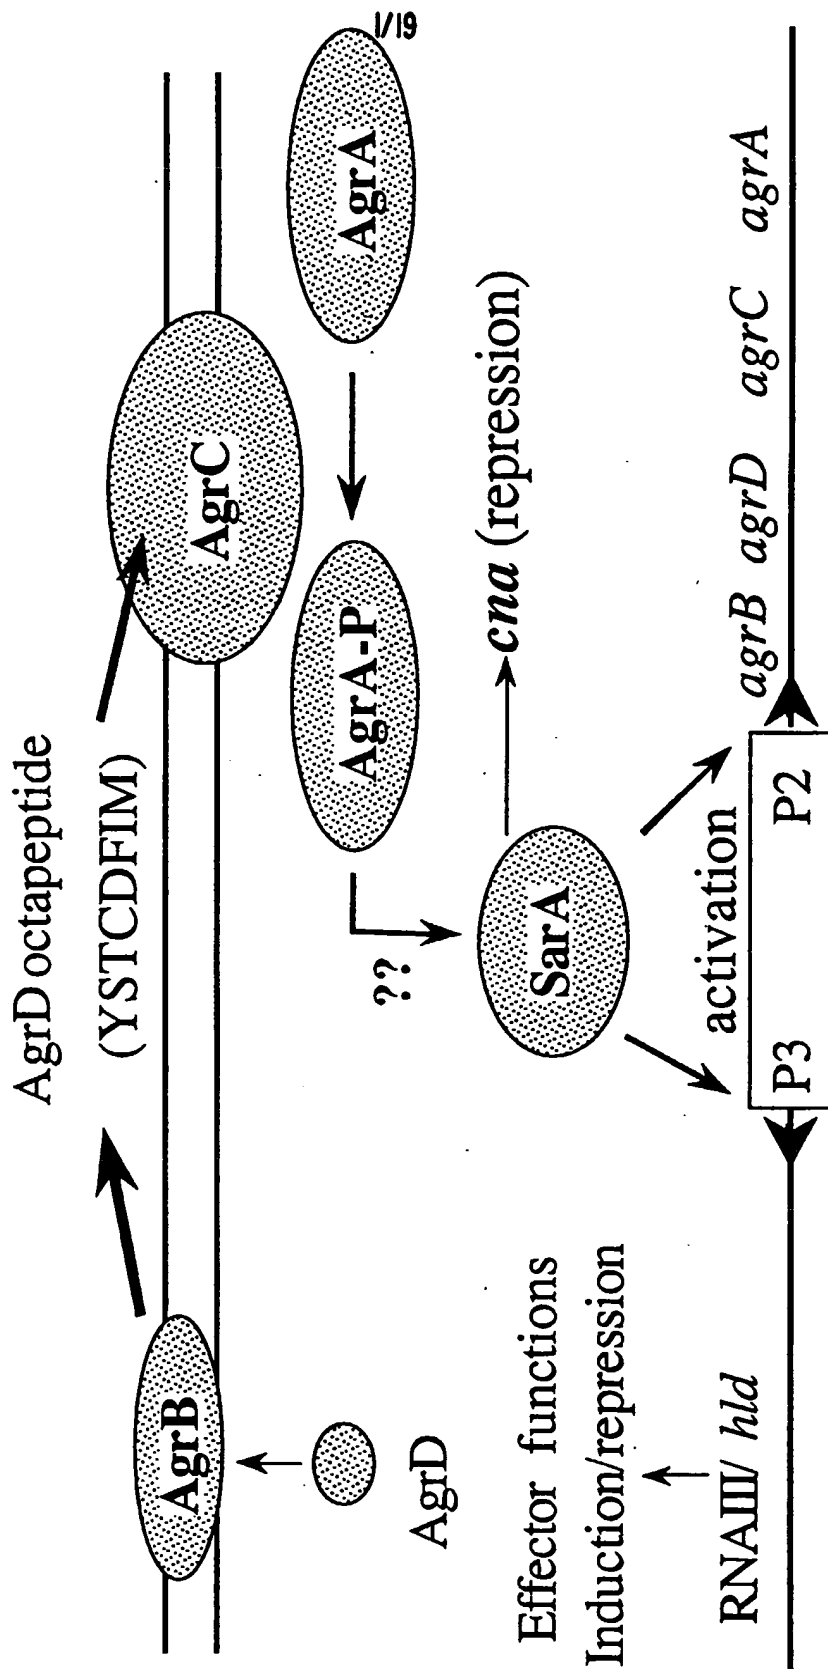 1/19
AgrD octapeptide
(YSTCDFIM)
AgrB
AgrC
AgrD
AgrA-P
AgrA
??
SarA
cna (repression)
Effector functions
Induction/repression
activation
RNAIII/ hld
P3
P2
agrB agrD agrC agrA